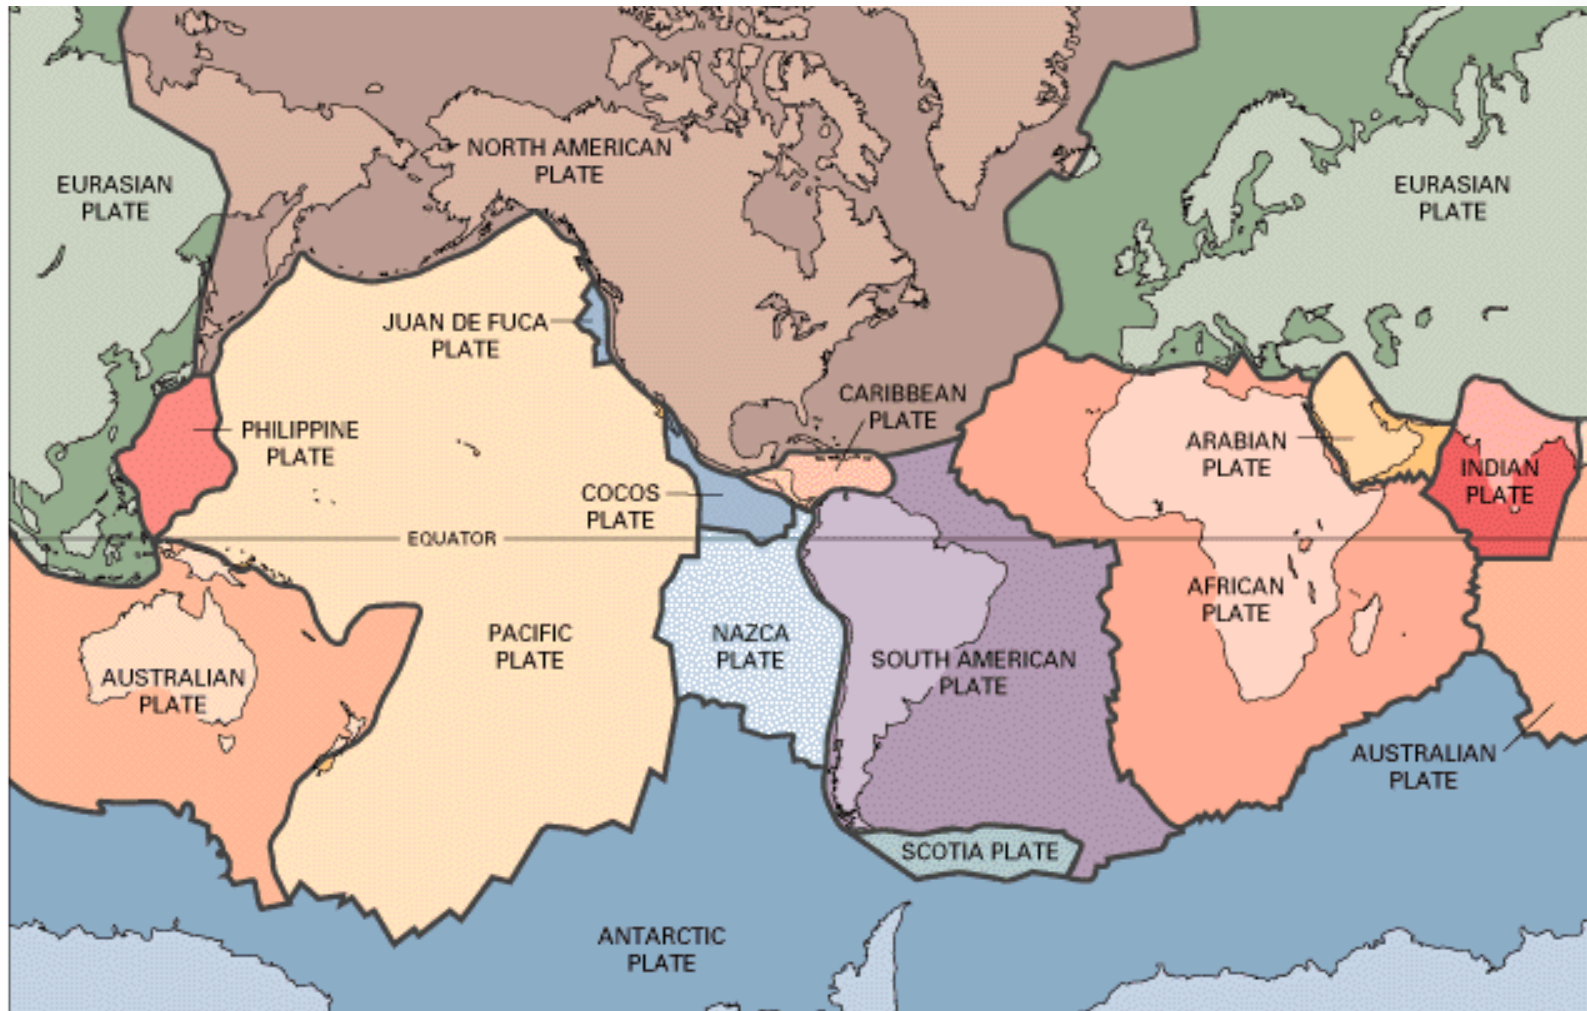 NORTH AMERICAN
PLATE
EURASIAN
PLATE
EURASIAN
PLATE
JUAN DE FUCA
PLATE
CARIBBEAN
PLATE
PHILIPPINE
PLATE
ARABIAN
PLATE
INDIAN
PLATE
COCOS
PLATE
EQUATOR
AFRICAN
PLATE
PACIFIC
PLATE
NAZCA
PLATE
SOUTH AMERICAN
PLATE
AUSTRALIAN
PLATE
AUSTRALIAN
PLATE
SCOTIA PLATE
ANTARCTIC
PLATE